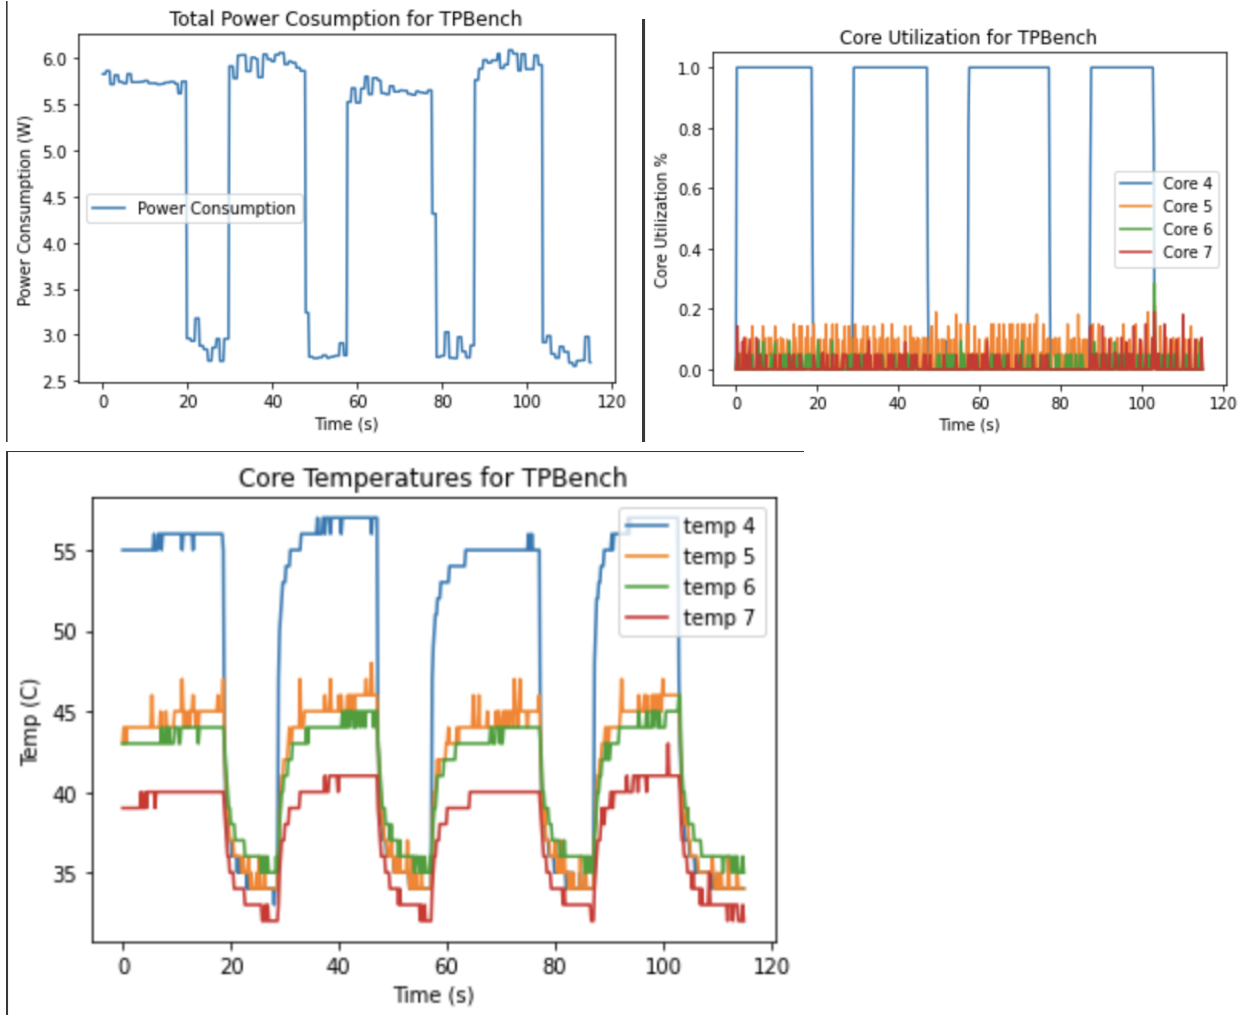 Total Power Cosumption for TPBench
Power Consumption (W)
6.0
5.5
5.0
4.5
4.0
3.5
3.0
2.5
Power Consumption
0 20 40 60 80 100 120
Time (s)
Core Utilization for TPBench
Core Utilization %
1.0
0.8
0.6
0.4
0.2
0.0
Core 4
Core 5
Core 6
Core 7
0 20 40 60 80 100 120
Time (s)
Core Temperatures for TPBench
Temp (C)
55
50
45
40
35
temp 4
temp 5
temp 6
temp 7
0 20 40 60 80 100 120
Time (s)